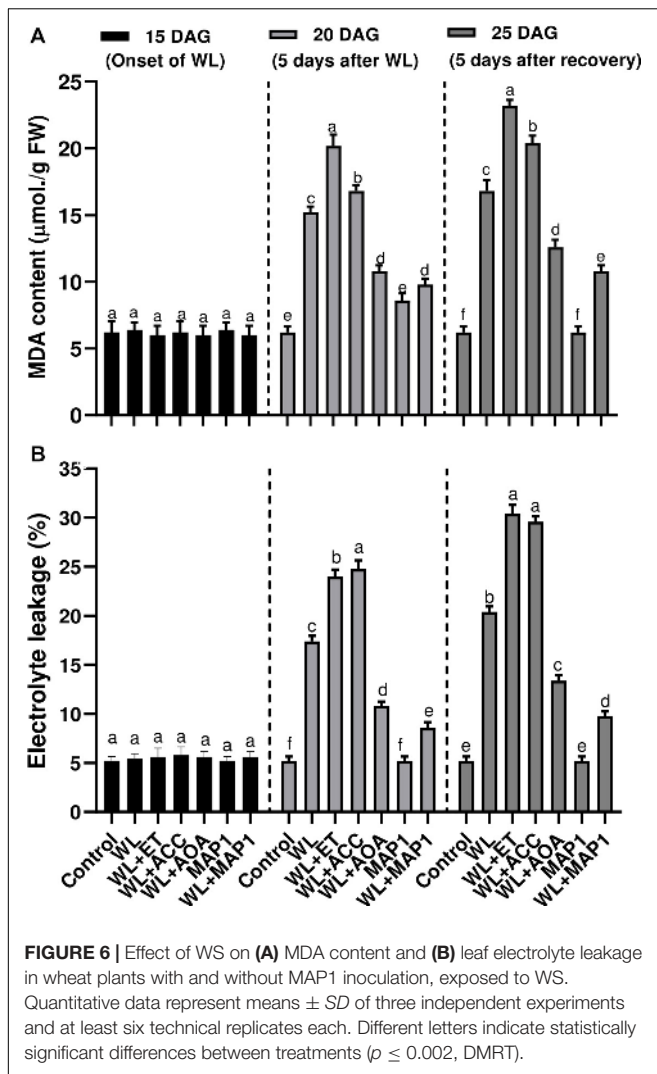 A
15 DAG 20 DAG 25 DAG
(Onset of WL) (5 days after WL) (5 days after recovery)
MDA content (μmol./g FW)
25
20
15
10
5
0
a a a a a a a
e c a b d e d
f c a b d f e
B
Electrolyte leakage (%)
35
30
25
20
15
10
5
0
a a a a a a a
f c b a d f e
e b a a c e d
Control WL WL+ET WL+ACC WL+AOA MAP1 WL+MAP1
Control WL WL+ET WL+ACC WL+AOA MAP1 WL+MAP1
Control WL WL+ET WL+ACC WL+AOA MAP1 WL+MAP1
FIGURE 6 | Effect of WS on (A) MDA content and (B) leaf electrolyte leakage
in wheat plants with and without MAP1 inoculation, exposed to WS.
Quantitative data represent means ± SD of three independent experiments
and at least six technical replicates each. Different letters indicate statistically
significant differences between treatments (p ≤ 0.002, DMRT).